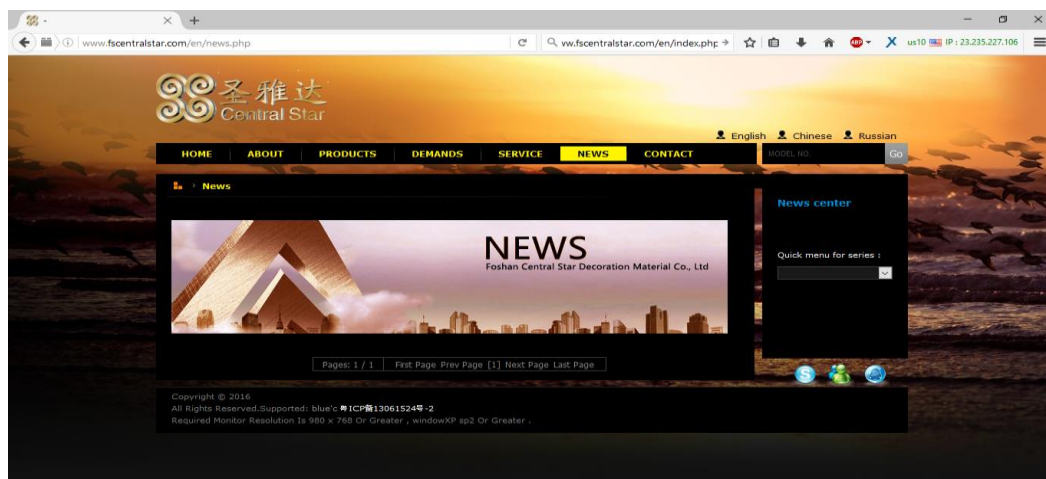 www.fscentralstar.com/en/news.php
vw.fscentralstar.com/en/index.php
ABP
us10 IP : 23.235.227.106
圣雅达
Central Star
English Chinese Russian
HOME ABOUT PRODUCTS DEMANDS SERVICE NEWS CONTACT
MODEL NO. Go
News
News center
NEWS
Foshan Central Star Decoration Material Co., Ltd
Quick menu for series :
Pages: 1 / 1 First Page Prev Page [1] Next Page Last Page
Copyright © 2016
All Rights Reserved.Supported: blue'c 粤ICP备13061524号-2
Required Monitor Resolution Is 980 x 768 Or Greater , windowXP sp2 Or Greater .